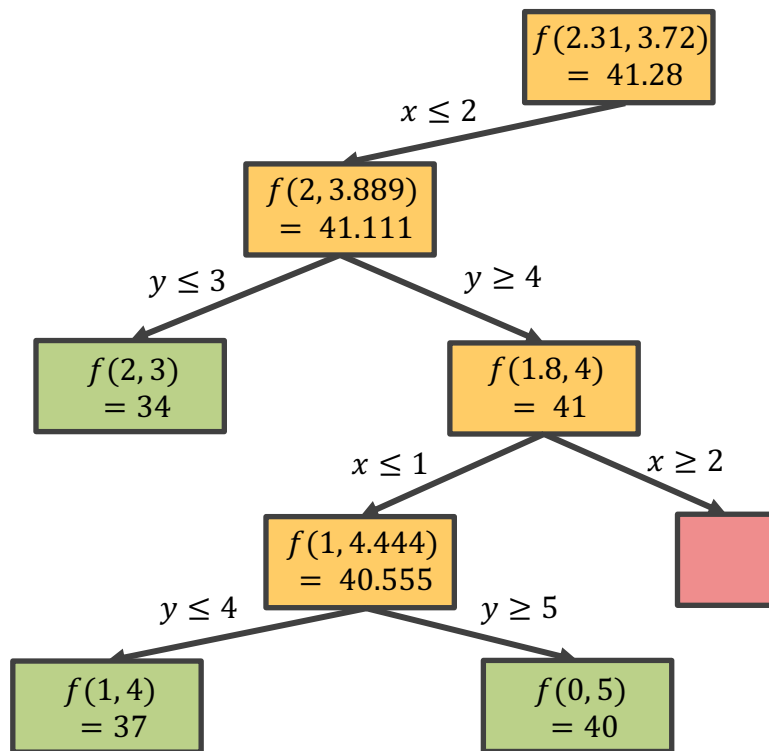 f(2.31, 3.72)
= 41.28
x ≤ 2
f(2, 3.889)
= 41.111
y ≤ 3
y ≥ 4
f(2, 3)
= 34
f(1.8, 4)
= 41
x ≤ 1
x ≥ 2
f(1, 4.444)
= 40.555
y ≤ 4
y ≥ 5
f(1, 4)
= 37
f(0, 5)
= 40